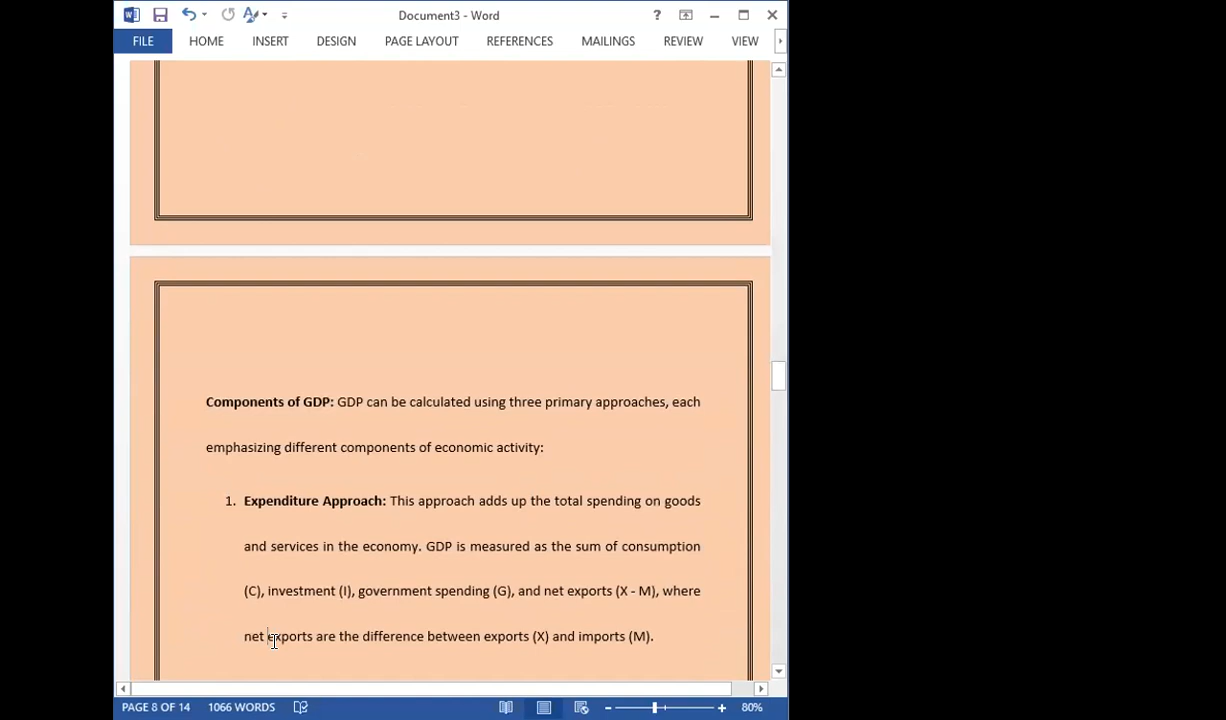 Document3 - Word
?
FILE HOME INSERT DESIGN PAGE LAYOUT REFERENCES MAILINGS REVIEW VIEW
Components of GDP: GDP can be calculated using three primary approaches, each
emphasizing different components of economic activity:
1. Expenditure Approach: This approach adds up the total spending on goods
and services in the economy. GDP is measured as the sum of consumption
(C), investment (I), government spending (G), and net exports (X - M), where
net exports are the difference between exports (X) and imports (M).
PAGE 8 OF 14 1066 WORDS 80%